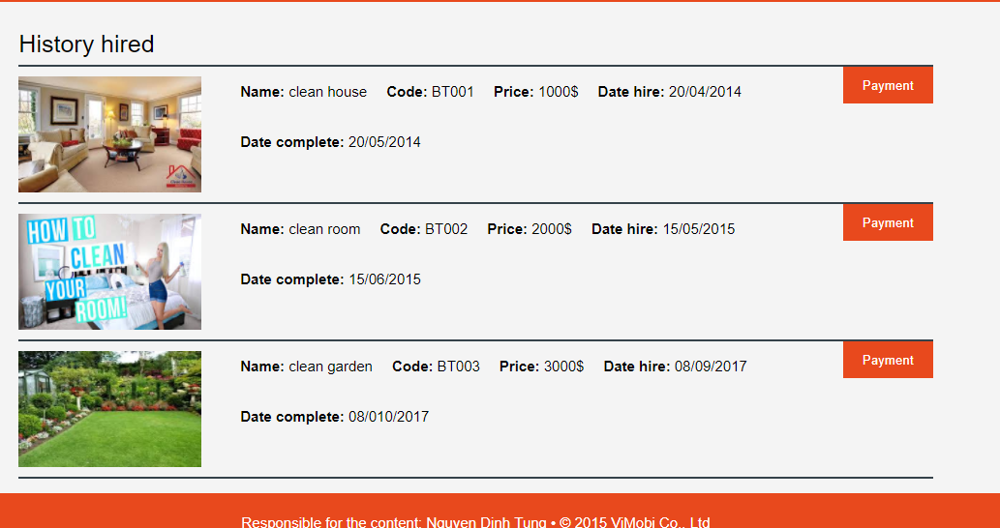 History hired
Name: clean house Code: BT001 Price: 1000$ Date hire: 20/04/2014 Payment
Date complete: 20/05/2014
HOW TO
CLEAN
YOUR
ROOM!
Name: clean room Code: BT002 Price: 2000$ Date hire: 15/05/2015 Payment
Date complete: 15/06/2015
Name: clean garden Code: BT003 Price: 3000$ Date hire: 08/09/2017 Payment
Date complete: 08/010/2017
Responsible for the content: Nguyen Dinh Tung • © 2015 ViMobi Co., Ltd